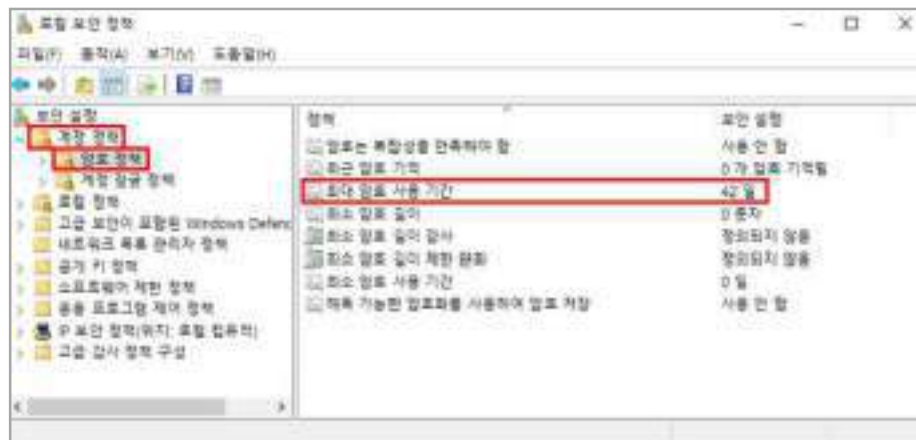 로컬 보안 정책
파일(F) 동작(A) 보기(V) 도움말(H)
보안 설정
계정 정책
암호 정책
계정 잠금 정책
로컬 정책
고급 보안이 포함된 Windows Defenc
네트워크 목록 관리자 정책
공개 키 정책
소프트웨어 제한 정책
응용 프로그램 제어 정책
IP 보안 정책(위치: 로컬 컴퓨터)
고급 감사 정책 구성
정책 보안 설정
암호는 복잡성을 만족해야 함 사용 안 함
최근 암호 기억 0 개 암호 기억됨
최대 암호 사용 기간 42 일
최소 암호 길이 0 문자
최소 암호 길이 감사 정의되지 않음
최소 암호 길이 제한 완화 정의되지 않음
최소 암호 사용 기간 0 일
해독 가능한 암호화를 사용하여 암호 저장 사용 안 함